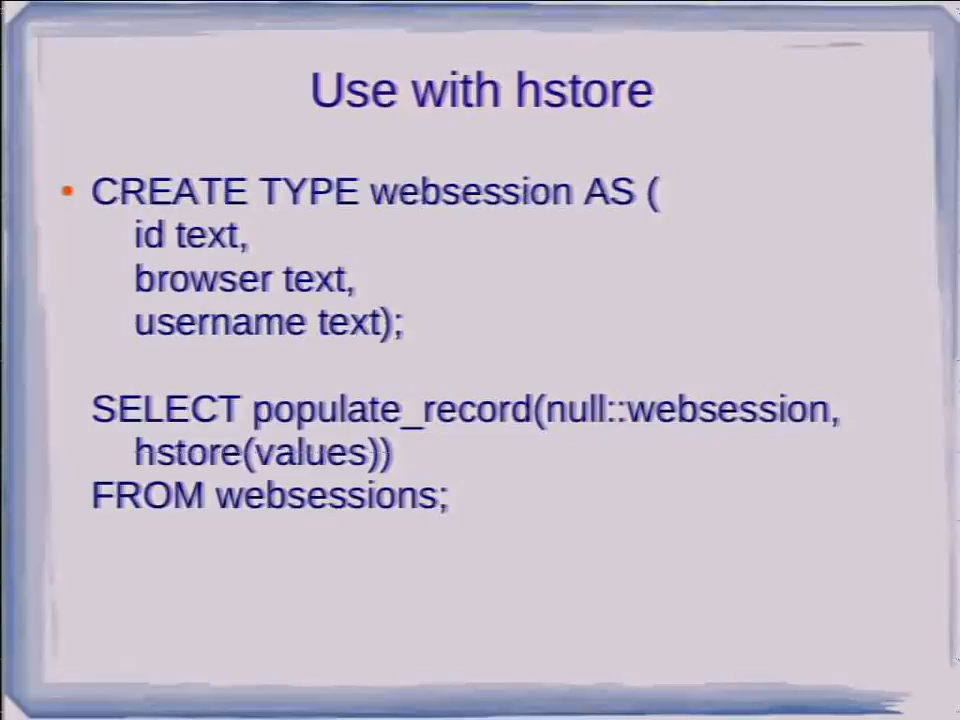 Use with hstore
• CREATE TYPE websession AS (
id text,
browser text,
username text);
SELECT populate_record(null::websession,
hstore(values))
FROM websessions;